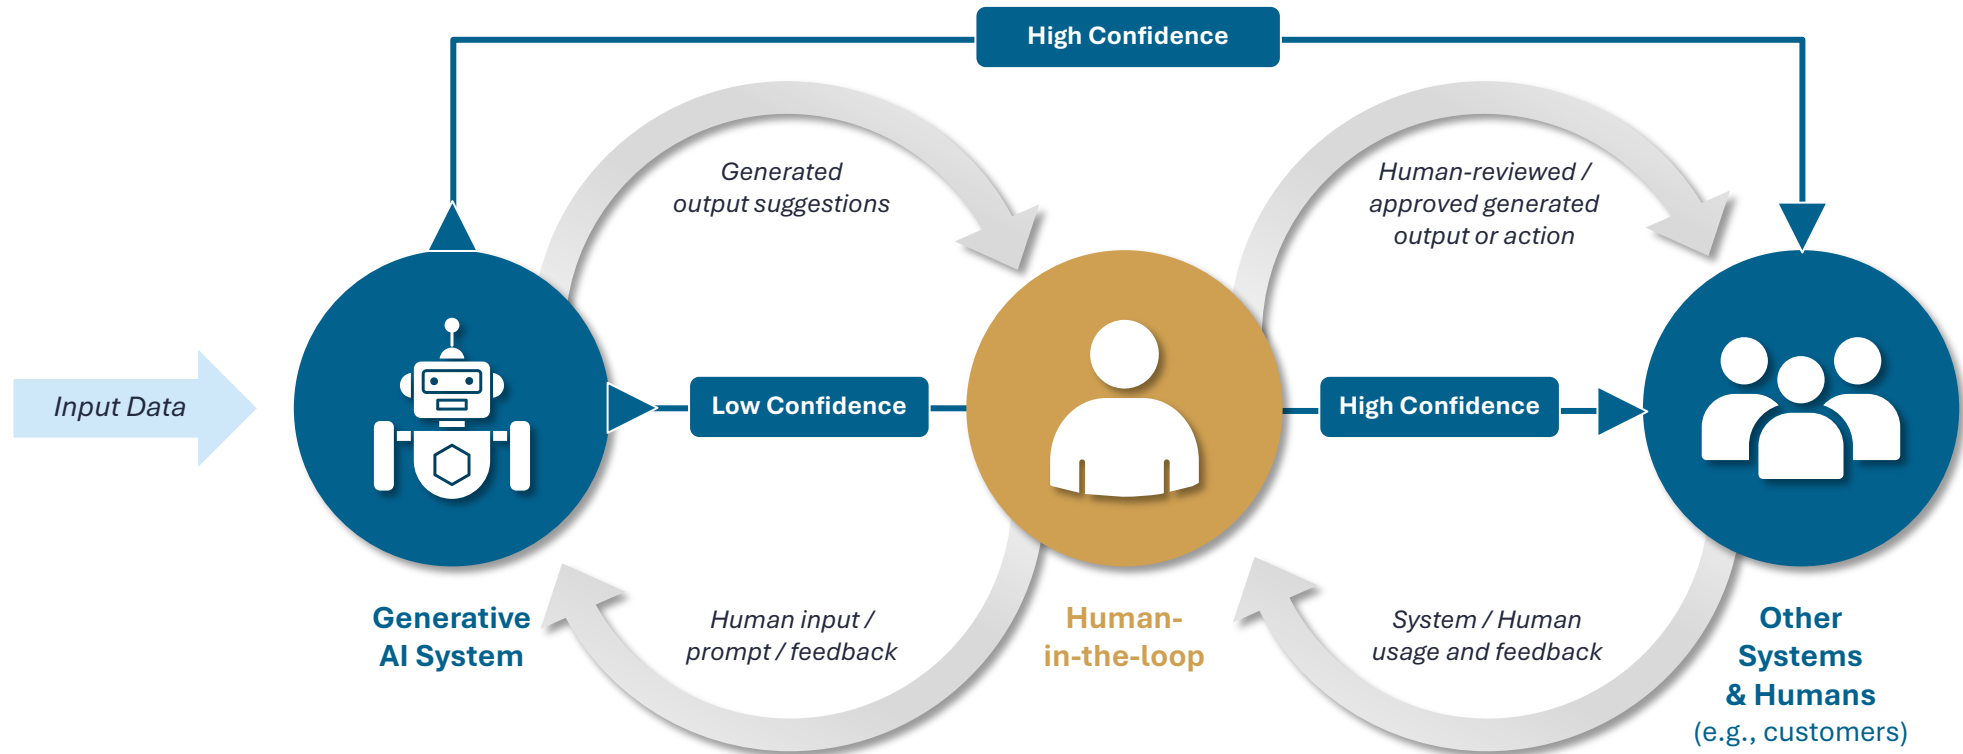 High Confidence
Generated
output suggestions
Human-reviewed /
approved generated
output or action
Input Data
Low Confidence
High Confidence
Generative
AI System
Human input /
prompt / feedback
Human-
in-the-loop
System / Human
usage and feedback
Other
Systems
& Humans
(e.g., customers)